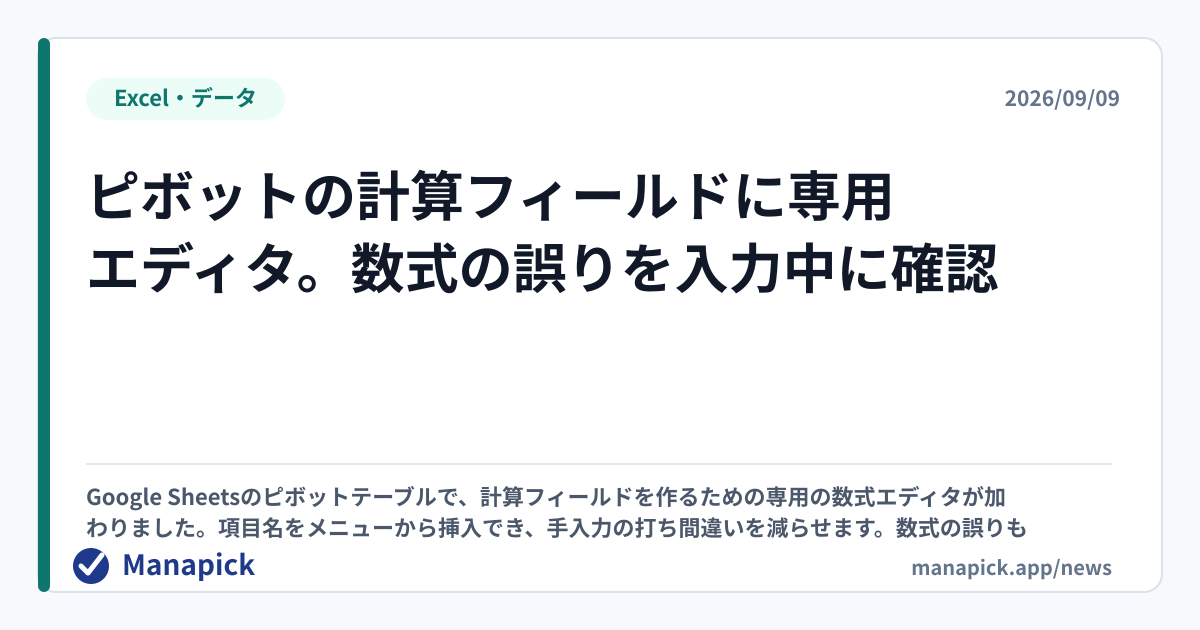 Excel・データ
2026/09/09
ピボットの計算フィールドに専用
エディタ。数式の誤りを入力中に確認
Google Sheetsのピボットテーブルで、計算フィールドを作るための専用の数式エディタが加
わりました。項目名をメニューから挿入でき、手入力の打ち間違いを減らせます。数式の誤りも
Manapick
manapick.app/news